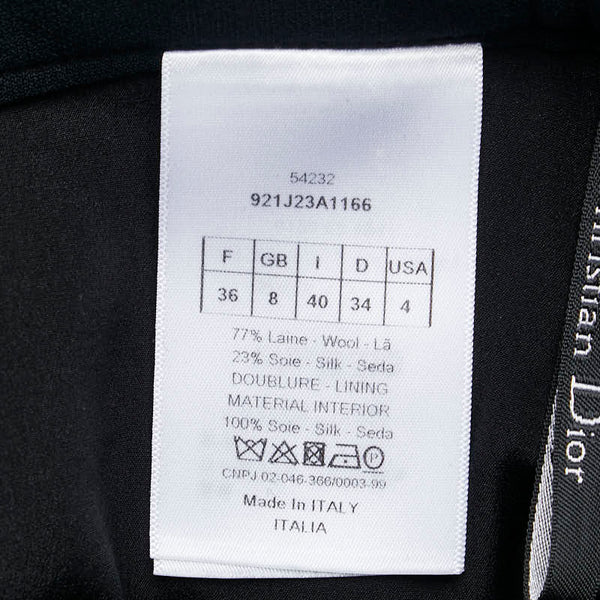 54232
921J23A1166
F GB I D USA
36 8 40 34 4
77% Laine - Wool - Lã
23% Soie - Silk - Seda
DOUBLURE - LINING
MATERIAL INTERIOR
100% Soie - Silk - Seda
CNPJ 02-046-366/0003-99
Made In ITALY
ITALIA
hristian Dior